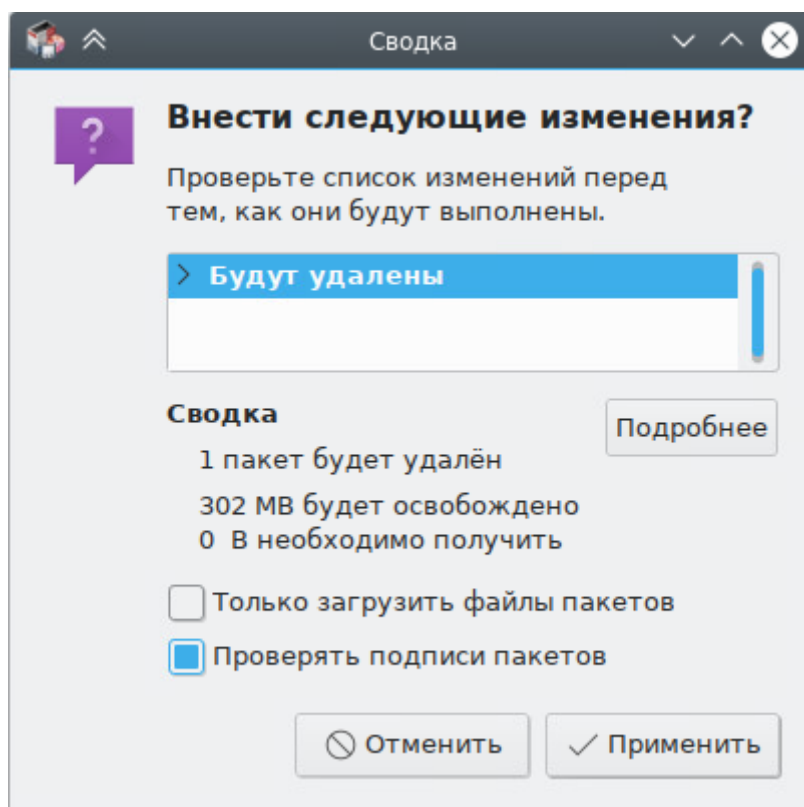 Сводка
?
Внести следующие изменения?
Проверьте список изменений перед
тем, как они будут выполнены.
Будут удалены
Сводка
Подробнее
1 пакет будет удалён
302 MB будет освобождено
0 B необходимо получить
Только загрузить файлы пакетов
Проверять подписи пакетов
Отменить
Применить